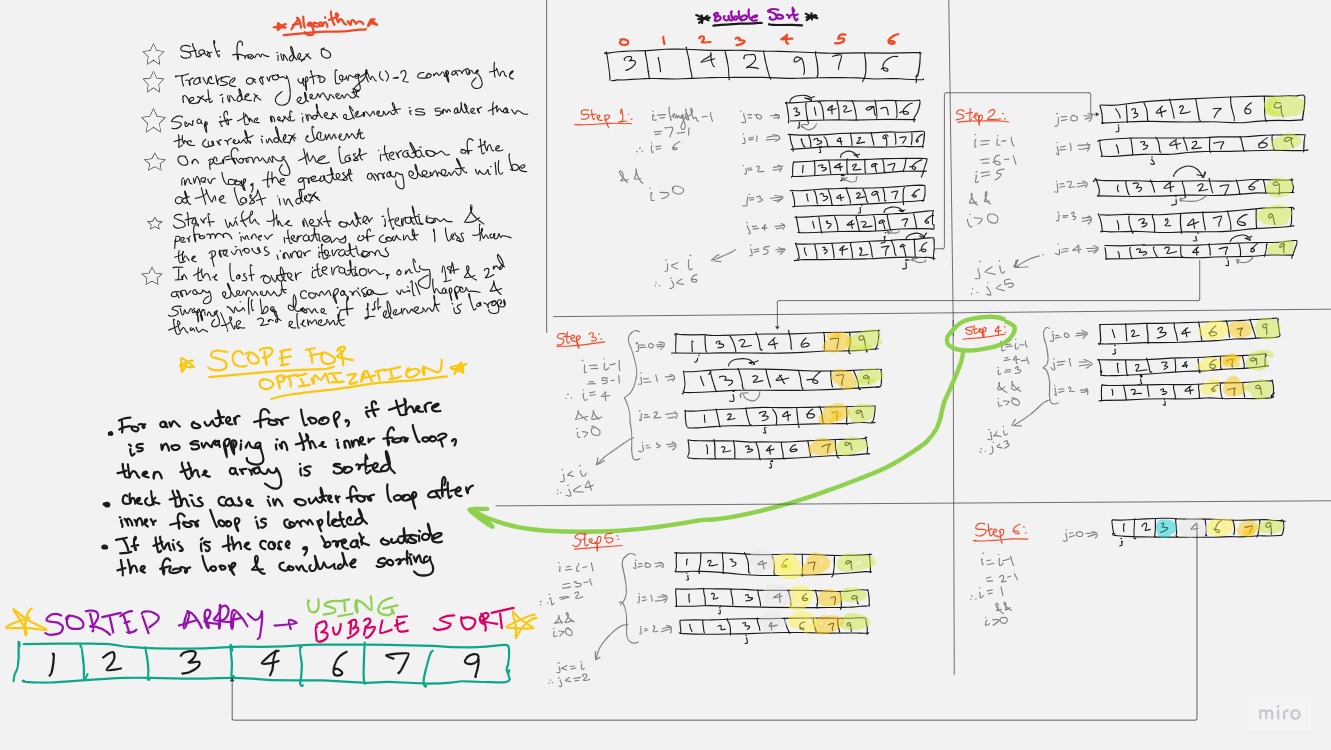 Algorithm
Start from index 0
Traverse array upto length()-2 comparing the
next index element
Swap if the next index element is smaller than
the current index element
On performing the last iteration of the
inner loop, the greatest array element will be
at the last index
Start with the next outer iteration &
perform inner iterations of count 1 less than
the previous inner iterations
In the last outer iteration, only 1st & 2nd
array element comparison will happen &
swapping will be done if 1st element is larger
than the 2nd element
SCOPE FOR
OPTIMIZATION
• For an outer for loop, if there
is no swapping in the inner for loop,
then the array is sorted
• check this case in outer for loop after
inner for loop is completed
• If this is the case, break outside
the for loop & conclude sorting
SORTED ARRAY → USING
BUBBLE SORT
1 2 3 4 6 7 9
Bubble Sort
0 1 2 3 4 5 6
3 1 4 2 9 7 6
Step 1:
i=length-1
=7-1
∴ i= 6
&&
i>0
j=0 ⇒ 3 1 4 2 9 7 6
j
j=1 ⇒ 1 3 4 2 9 7 6
j
j=2 ⇒ 1 3 4 2 9 7 6
j
j=3 ⇒ 1 3 4 2 9 7 6
j
j=4 ⇒ 1 3 4 2 9 7 6
j
j=5 ⇒ 1 3 4 2 7 9 6
j
j< i
∴ j< 6
Step 2:
i= i-1
=6-1
i=5
&&
i>0
j=0 ⇒ 1 3 4 2 7 6 9
j
j=1⇒ 1 3 4 2 7 6 9
j
j=2⇒ 1 3 4 2 7 6 9
j
j=3 ⇒ 1 3 2 4 7 6 9
j
j=4 ⇒ 1 3 2 4 7 6 9
j
j<i
∴ j<5
Step 3:
i= i-1
= 5-1
∴ i= 4
&&
i>0
j=0⇒ 1 3 2 4 6 7 9
j
j=1 ⇒ 1 3 2 4 6 7 9
j
j=2 ⇒ 1 2 3 4 6 7 9
j
j=3 ⇒ 1 2 3 4 6 7 9
j
j< i
∴ j<4
Step 4:
i=i-1
=4-1
i=3
&&
i>0
j=0 ⇒ 1 2 3 4 6 7 9
j
j=1⇒ 1 2 3 4 6 7 9
j
j=2 ⇒ 1 2 3 4 6 7 9
j
j<i
∴ j<3
Step 5:
i= i-1
=3-1
∴ i= 2
&&
i>0
j=0⇒ 1 2 3 4 6 7 9
j
j=1⇒ 1 2 3 4 6 7 9
j
j=2⇒ 1 2 3 4 6 7 9
j
j<=i
∴ j<=2
Step 6:
i= i-1
= 2-1
∴ i= 1
&&
i>0
j=0⇒ 1 2 3 4 6 7 9
j
miro